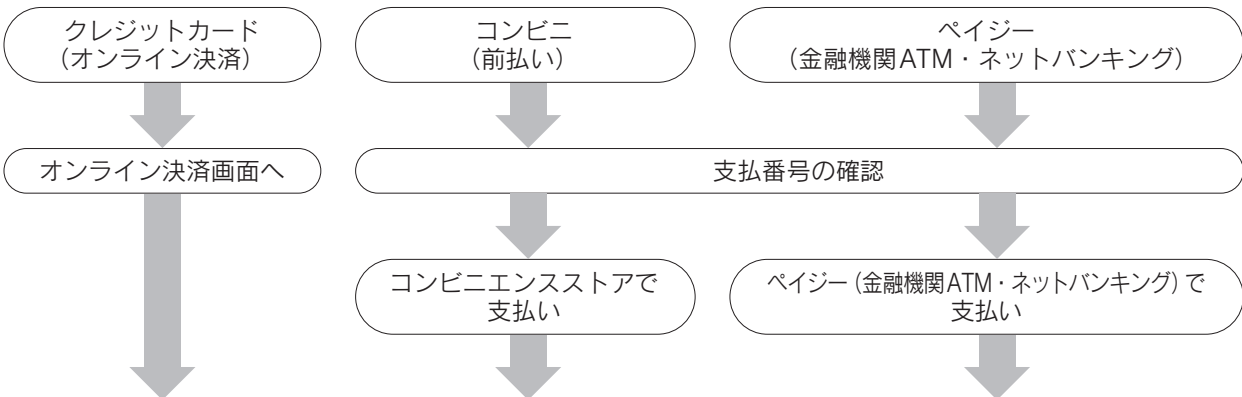 クレジットカード
（オンライン決済）
コンビニ
（前払い）
ペイジー
（金融機関ATM・ネットバンキング）
オンライン決済画面へ
支払番号の確認
コンビニエンスストアで
支払い
ペイジー（金融機関ATM・ネットバンキング）で
支払い